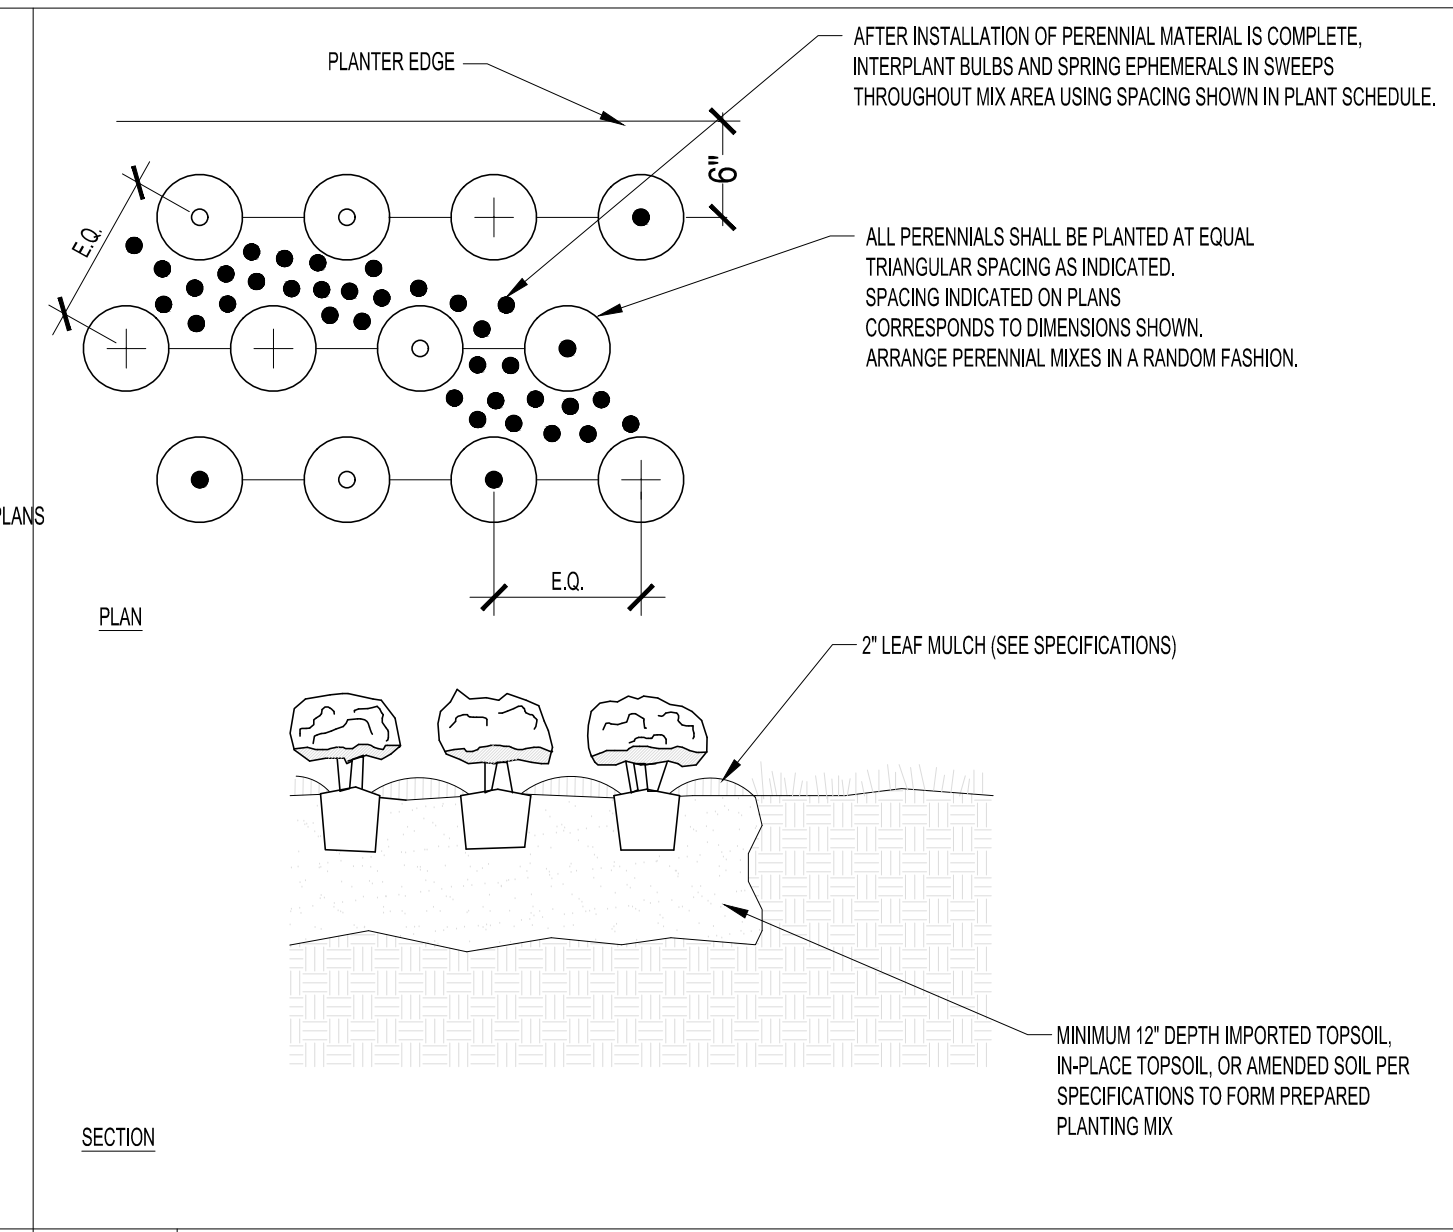 PLANTER EDGE
AFTER INSTALLATION OF PERENNIAL MATERIAL IS COMPLETE,
INTERPLANT BULBS AND SPRING EPHEMERALS IN SWEEPS
THROUGHOUT MIX AREA USING SPACING SHOWN IN PLANT SCHEDULE.
6"
E.Q.
ALL PERENNIALS SHALL BE PLANTED AT EQUAL
TRIANGULAR SPACING AS INDICATED.
SPACING INDICATED ON PLANS
CORRESPONDS TO DIMENSIONS SHOWN.
ARRANGE PERENNIAL MIXES IN A RANDOM FASHION.
PLANS
E.Q.
PLAN
2" LEAF MULCH (SEE SPECIFICATIONS)
MINIMUM 12" DEPTH IMPORTED TOPSOIL,
IN-PLACE TOPSOIL, OR AMENDED SOIL PER
SPECIFICATIONS TO FORM PREPARED
PLANTING MIX
SECTION